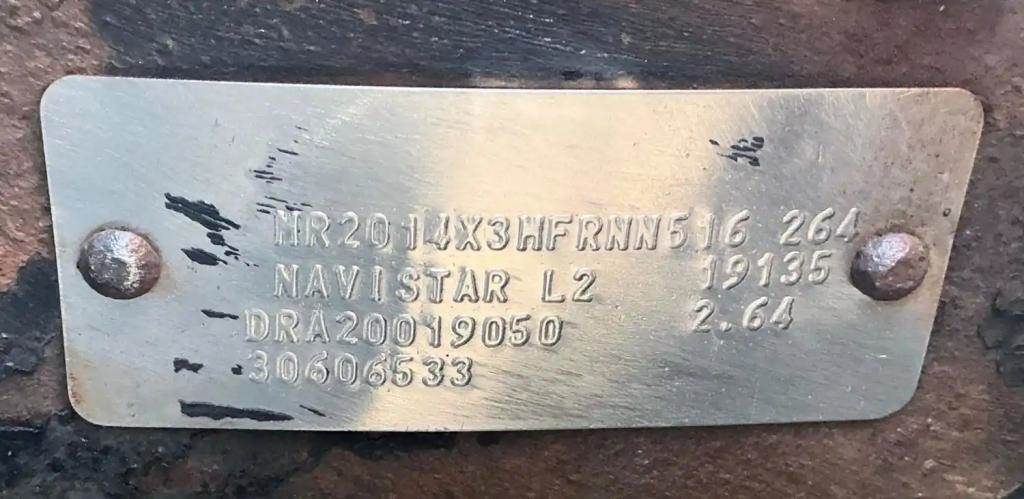 MR2014X3HFRNN516 264
NAVISTAR L2 19135
DRA20019050 2.64
30606533